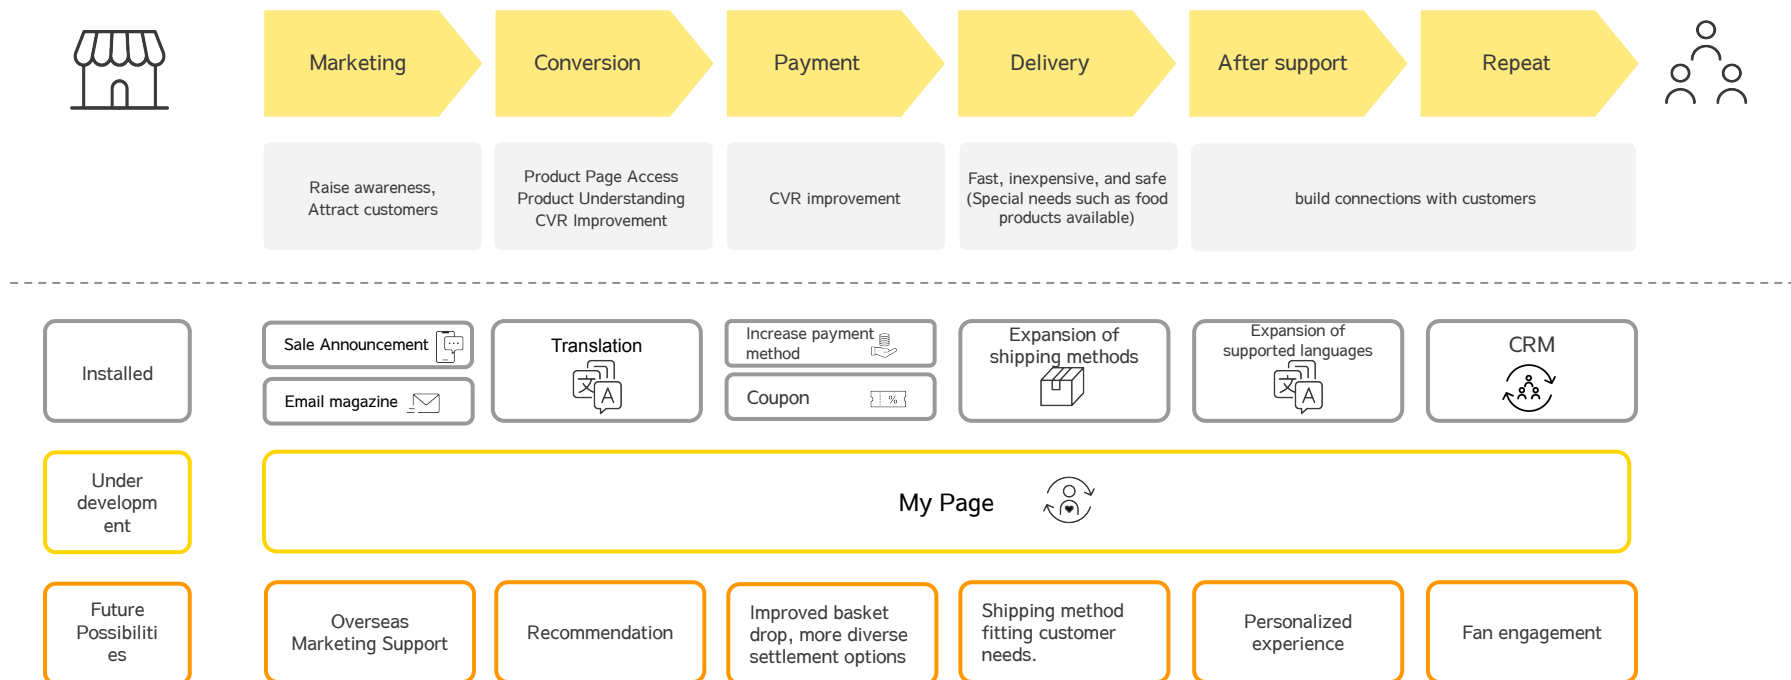 Marketing
Conversion
Payment
Delivery
After support
Repeat
Raise awareness,
Attract customers
Product Page Access
Product Understanding
CVR Improvement
CVR improvement
Fast, inexpensive, and safe
(Special needs such as food
products available)
build connections with customers
Installed
Sale Announcement
Email magazine
Translation
文
A
Increase payment
method
Coupon
%
Expansion of
shipping methods
Expansion of
supported languages
文
A
CRM
Under
developm
ent
My Page
Future
Possibiliti
es
Overseas
Marketing Support
Recommendation
Improved basket
drop, more diverse
settlement options
Shipping method
fitting customer
needs.
Personalized
experience
Fan engagement